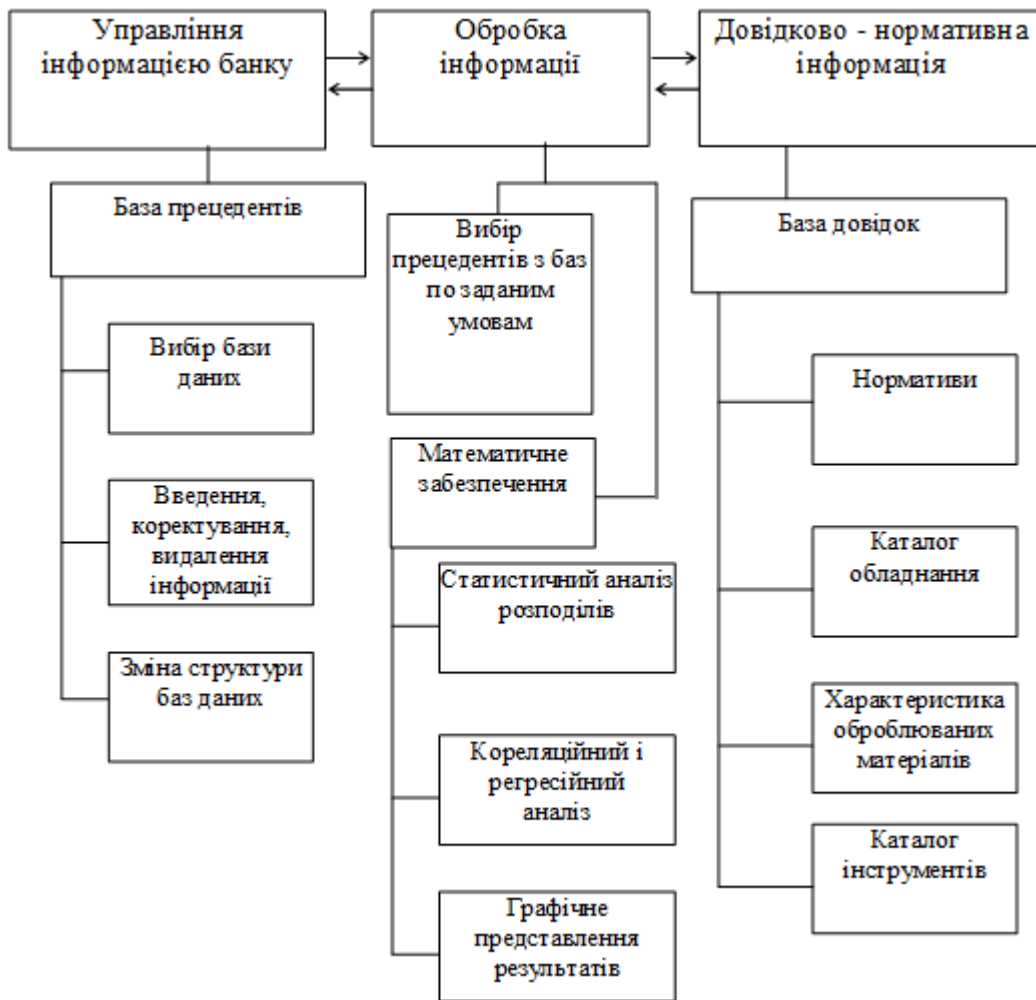 Управління
інформацією банку
Обробка
інформації
Довідково - нормативна
інформація
База прецедентів
Вибір бази
даних
Введення,
коректування,
видалення
інформації
Зміна структури
баз даних
Вибір
прецедентів з баз
по заданим
умовам
Математичне
забезпечення
Статистичний аналіз
розподілів
Кореляційний і
регресійний
аналіз
Графічне
представлення
результатів
База довідок
Нормативи
Каталог
обладнання
Характеристика
оброблюваних
матеріалів
Каталог
інструментів